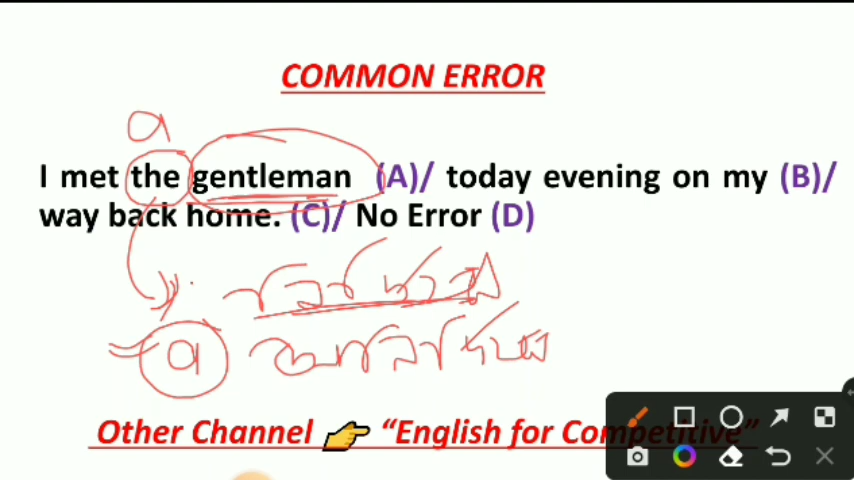 COMMON ERROR
a
I met the gentleman (A)/ today evening on my (B)/
way back home. (C)/ No Error (D)
a
Other Channel 👉 “English for Competitive”